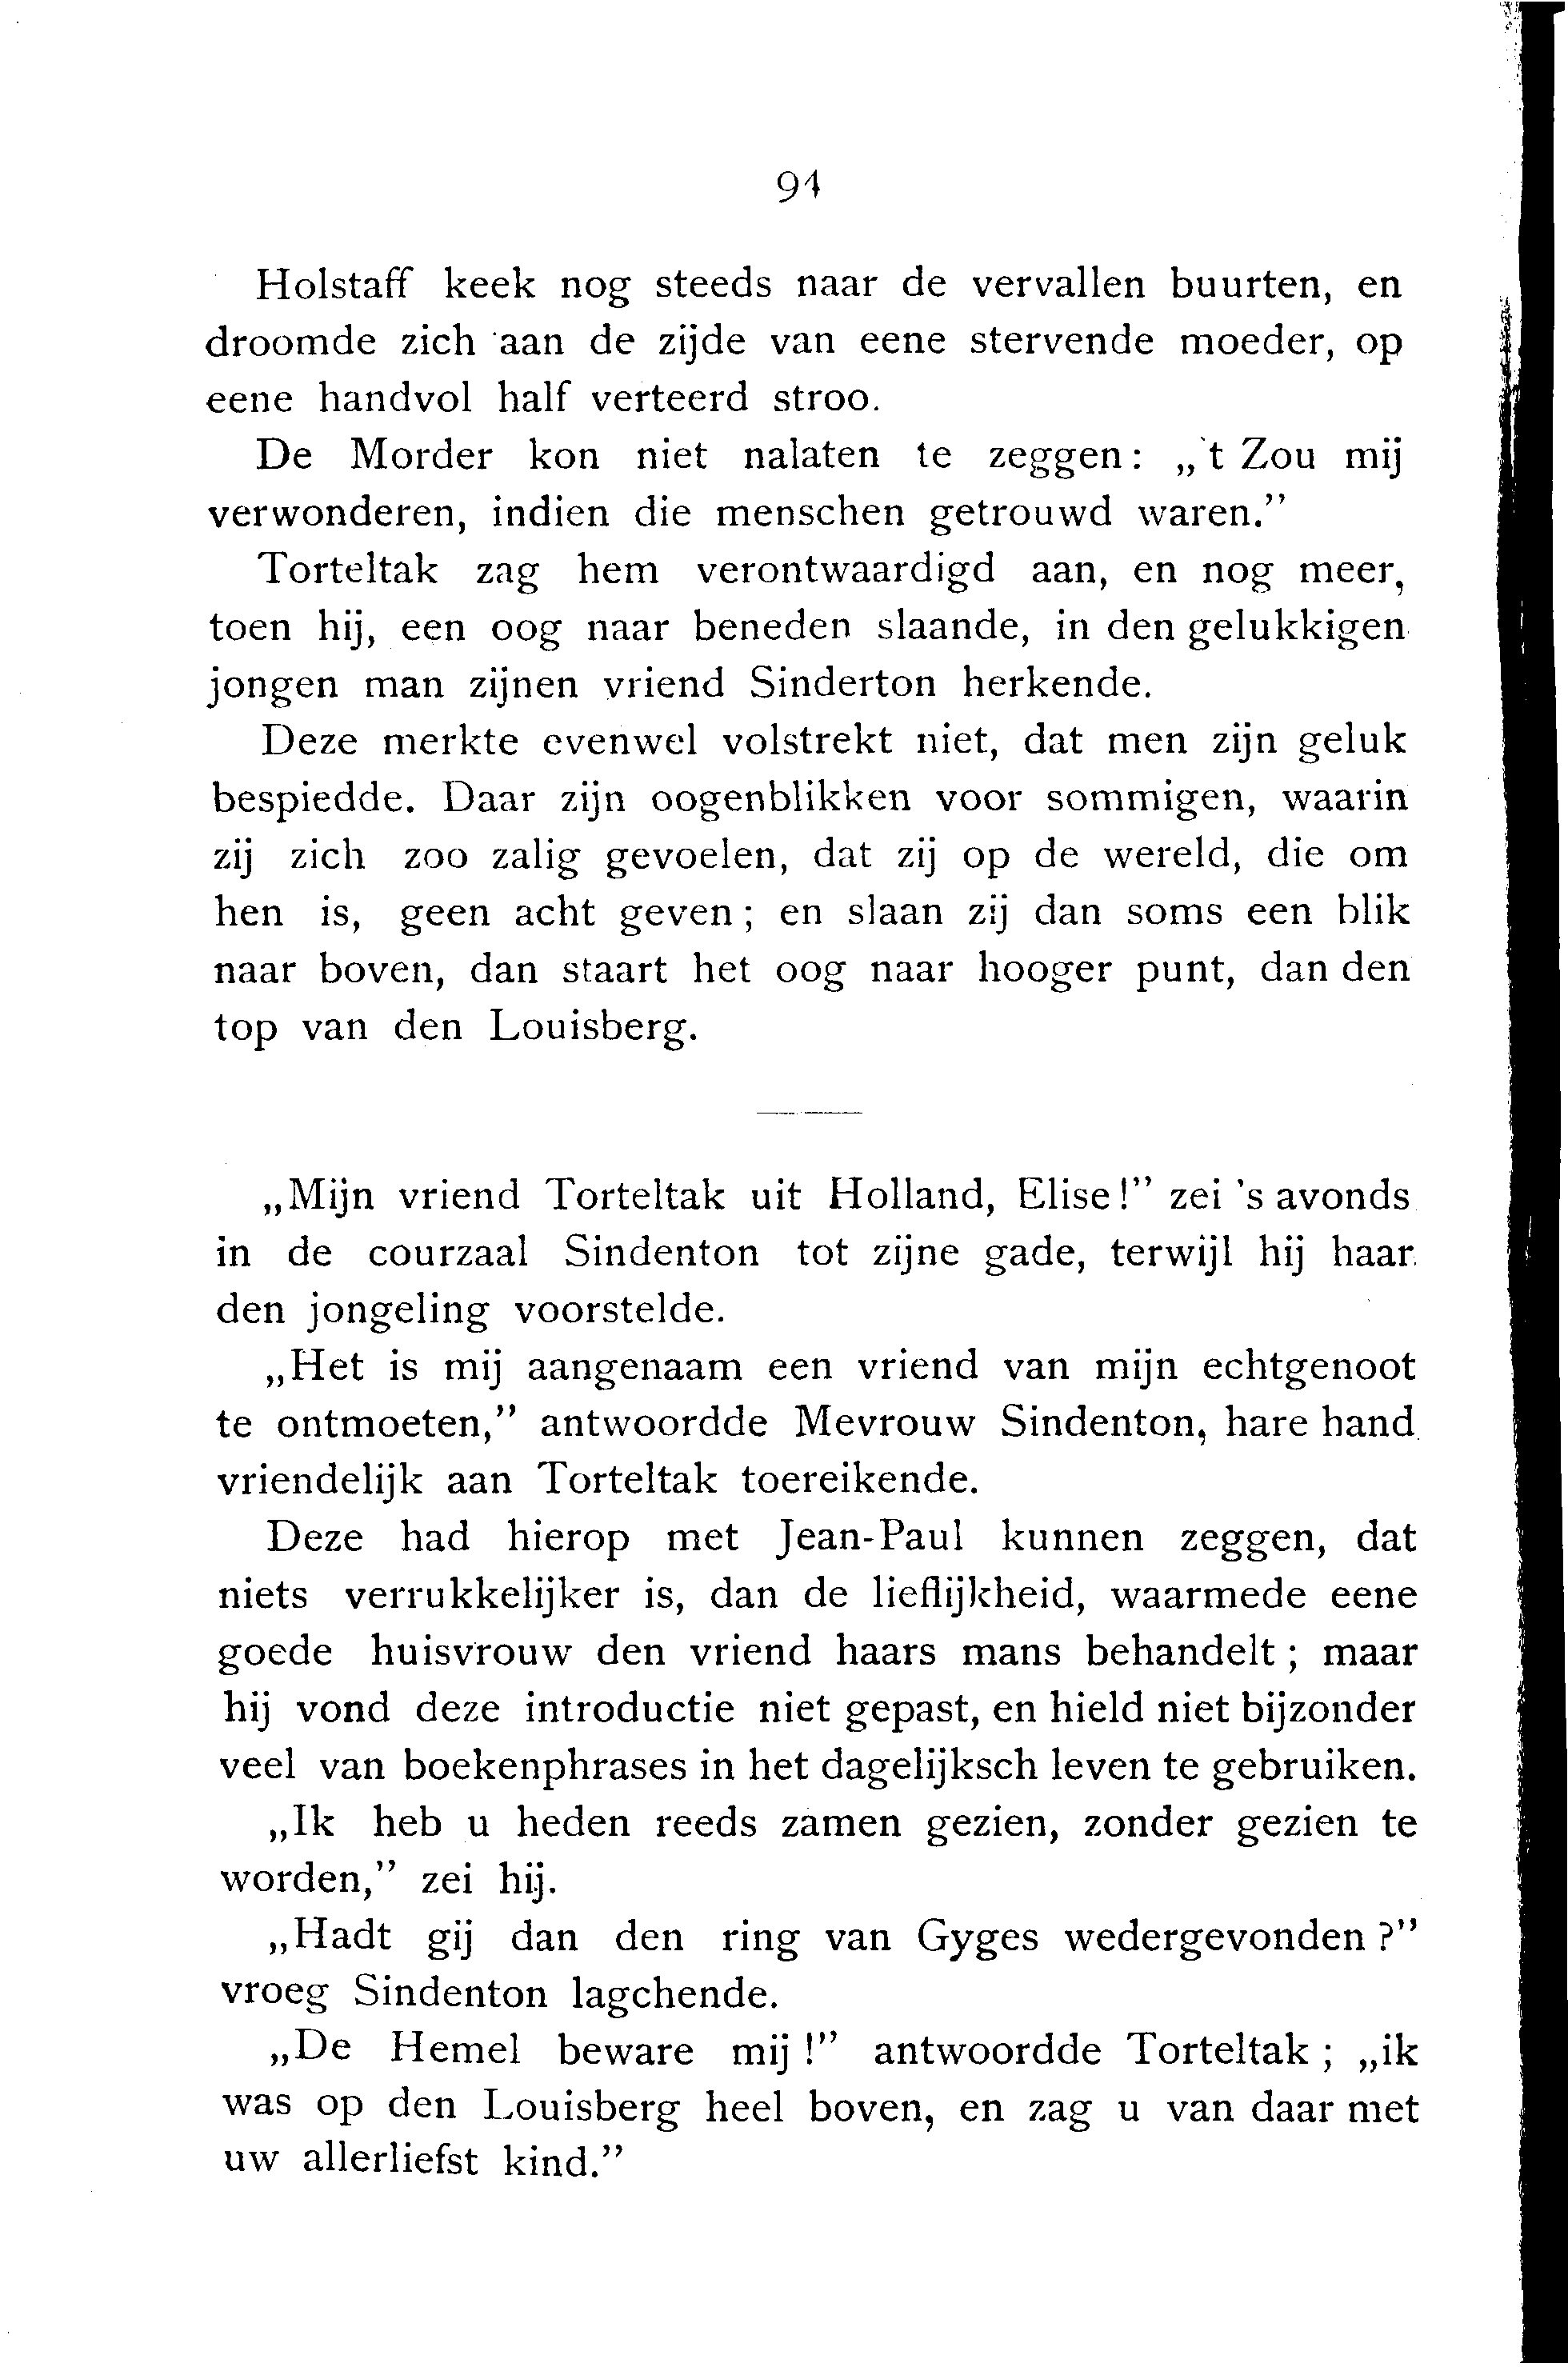 94
Holstaff keek nog steeds naar de vervallen buurten, en
droomde zich aan de zijde van eene stervende moeder, op
eene handvol half verteerd stroo.
De Morder kon niet nalaten te zeggen: „'t Zou mij
verwonderen, indien die menschen getrouwd waren.”
Torteltak zag hem verontwaardigd aan, en nog meer,
toen hij, een oog naar beneden slaande, in den gelukkigen
jongen man zijnen vriend Sinderton herkende.
Deze merkte evenwel volstrekt niet, dat men zijn geluk
bespiedde. Daar zijn oogenblikken voor sommigen, waarin
zij zich zoo zalig gevoelen, dat zij op de wereld, die om
hen is, geen acht geven; en slaan zij dan soms een blik
naar boven, dan staart het oog naar hooger punt, dan den
top van den Louisberg.
„Mijn vriend Torteltak uit Holland, Elise!” zei 's avonds
in de courzaal Sindenton tot zijne gade, terwijl hij haar
den jongeling voorstelde.
„Het is mij aangenaam een vriend van mijn echtgenoot
te ontmoeten,” antwoordde Mevrouw Sindenton, hare hand
vriendelijk aan Torteltak toereikende.
Deze had hierop met Jean-Paul kunnen zeggen, dat
niets verrukkelijker is, dan de lieflijkheid, waarmede eene
goede huisvrouw den vriend haars mans behandelt; maar
hij vond deze introductie niet gepast, en hield niet bijzonder
veel van boekenphrases in het dagelijksch leven te gebruiken.
„Ik heb u heden reeds zamen gezien, zonder gezien te
worden,” zei hij.
„Hadt gij dan den ring van Gyges wedergevonden?”
vroeg Sindenton lagchende.
„De Hemel beware mij!” antwoordde Torteltak; „ik
was op den Louisberg heel boven, en zag u van daar met
uw allerliefst kind.”